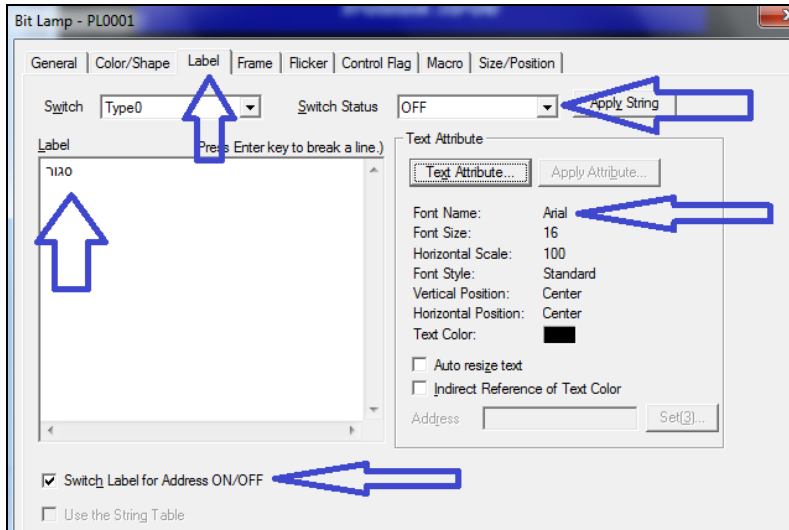 Bit Lamp - PL0001
General Color/Shape Label Frame Flicker Control Flag Macro Size/Position
Switch Type0 Switch Status OFF Apply String
Label Press Enter key to break a line.)
סגור
Text Attribute
Text Attribute... Apply Attribute...
Font Name: Arial
Font Size: 16
Horizontal Scale: 100
Font Style: Standard
Vertical Position: Center
Horizontal Position: Center
Text Color:
Auto resize text
Indirect Reference of Text Color
Address Set(3)...
Switch Label for Address ON/OFF
Use the String Table